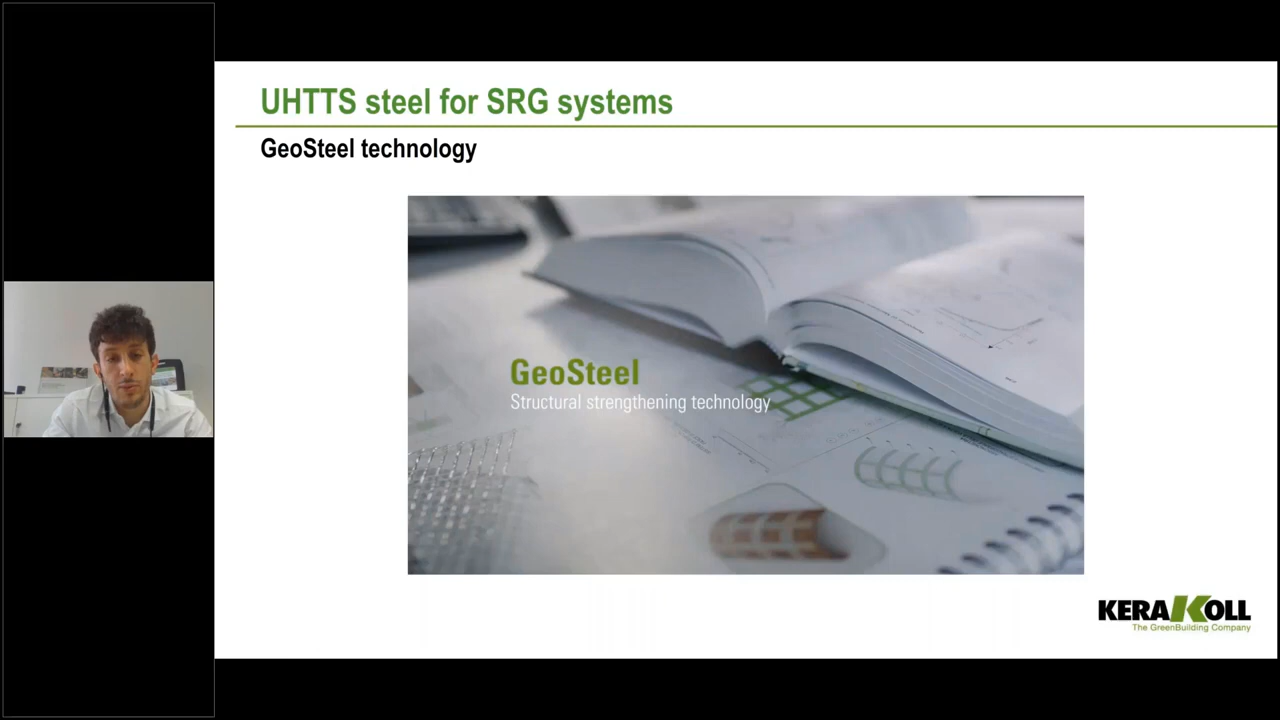 UHTTS steel for SRG systems
GeoSteel technology
GeoSteel
Structural strengthening technology
KERAKOLL
The GreenBuilding Company